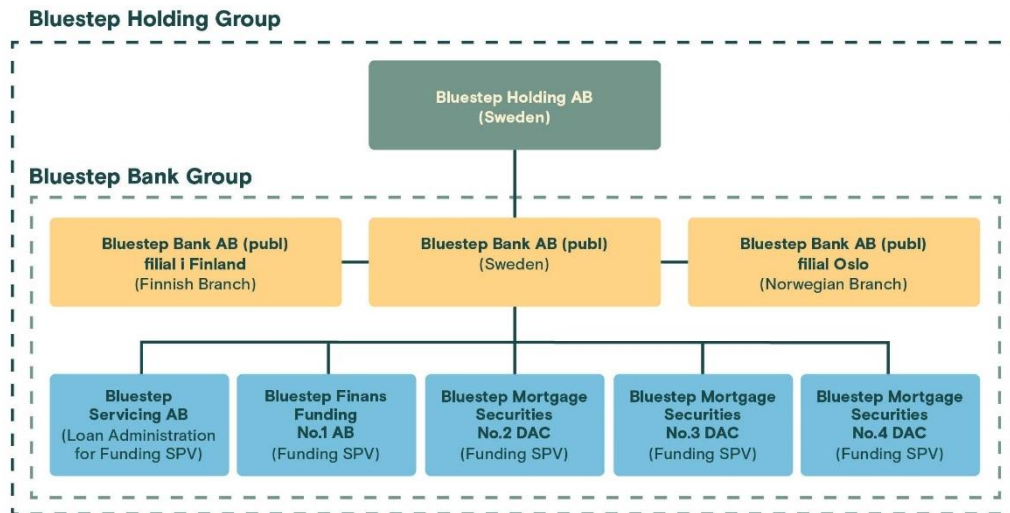 Bluestep Holding Group
Bluestep Holding AB
(Sweden)
Bluestep Bank Group
Bluestep Bank AB (publ)
filial i Finland
(Finnish Branch)
Bluestep Bank AB (publ)
(Sweden)
Bluestep Bank AB (publ)
filial Oslo
(Norwegian Branch)
Bluestep
Servicing AB
(Loan Administration
for Funding SPV)
Bluestep Finans
Funding
No.1 AB
(Funding SPV)
Bluestep Mortgage
Securities
No.2 DAC
(Funding SPV)
Bluestep Mortgage
Securities
No.3 DAC
(Funding SPV)
Bluestep Mortgage
Securities
No.4 DAC
(Funding SPV)